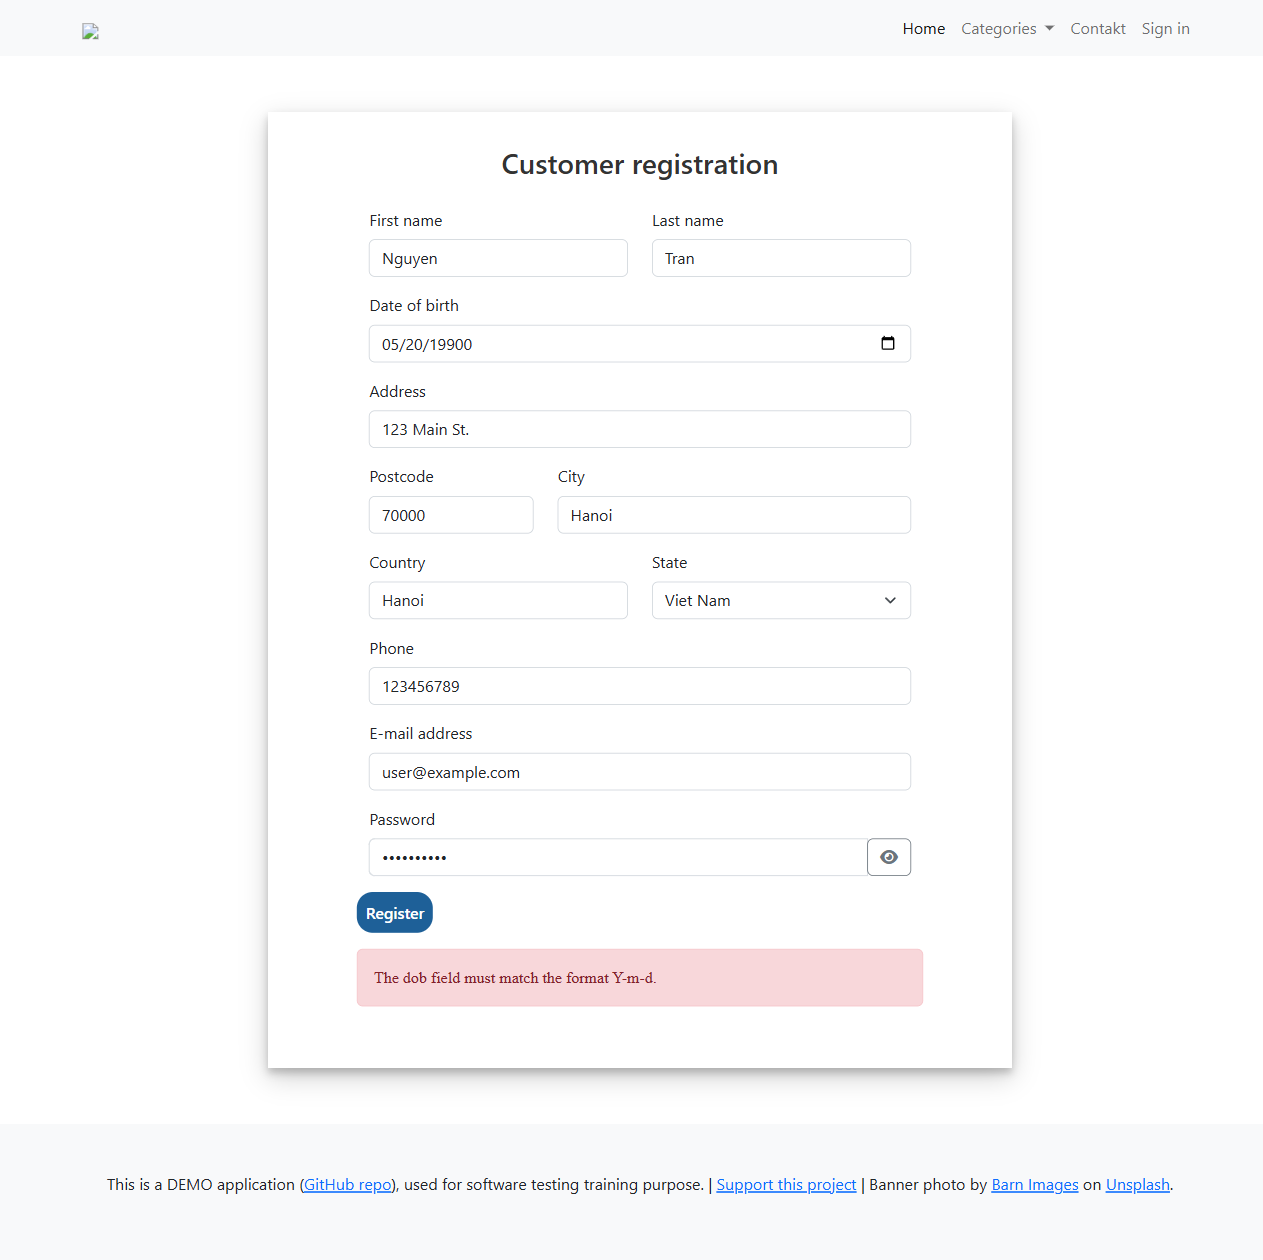 Home Categories Contakt Sign in
Customer registration
First name Last name
Nguyen Tran
Date of birth
05/20/19900
Address
123 Main St.
Postcode City
70000 Hanoi
Country State
Hanoi Viet Nam
Phone
123456789
E-mail address
user@example.com
Password
••••••••••
Register
The dob field must match the format Y-m-d.
This is a DEMO application (GitHub repo), used for software testing training purpose. | Support this project | Banner photo by Barn Images on Unsplash.